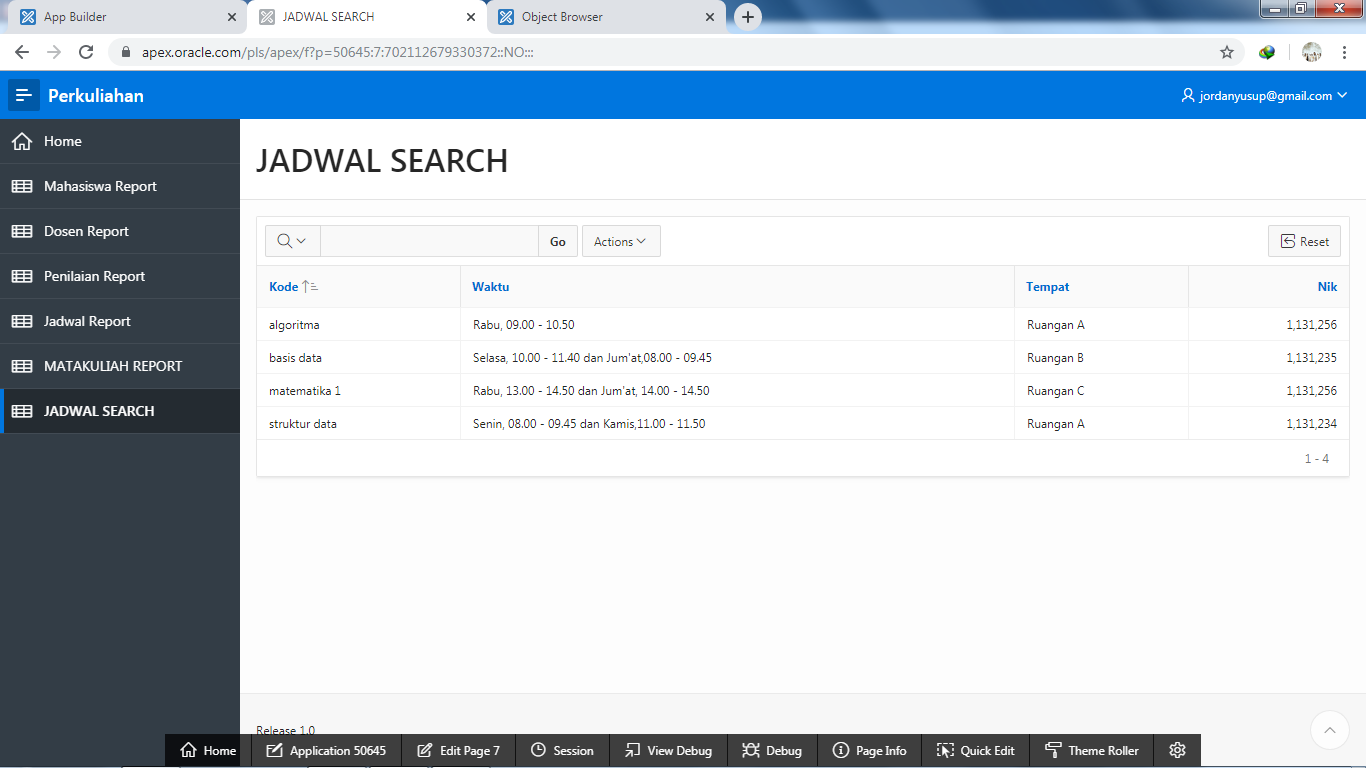 App Builder
JADWAL SEARCH
Object Browser
apex.oracle.com/pls/apex/f?p=50645:7:702112679330372::NO:::
Perkuliahan
jordanyusup@gmail.com
Home
Mahasiswa Report
Dosen Report
Penilaian Report
Jadwal Report
MATAKULIAH REPORT
JADWAL SEARCH
JADWAL SEARCH
Go
Actions
Reset
Kode Waktu Tempat Nik
algoritma Rabu, 09.00 - 10.50 Ruangan A 1,131,256
basis data Selasa, 10.00 - 11.40 dan Jum'at,08.00 - 09.45 Ruangan B 1,131,235
matematika 1 Rabu, 13.00 - 14.50 dan Jum'at, 14.00 - 14.50 Ruangan C 1,131,256
struktur data Senin, 08.00 - 09.45 dan Kamis,11.00 - 11.50 Ruangan A 1,131,234
1 - 4
Release 1.0
Home Application 50645 Edit Page 7 Session View Debug Debug Page Info Quick Edit Theme Roller